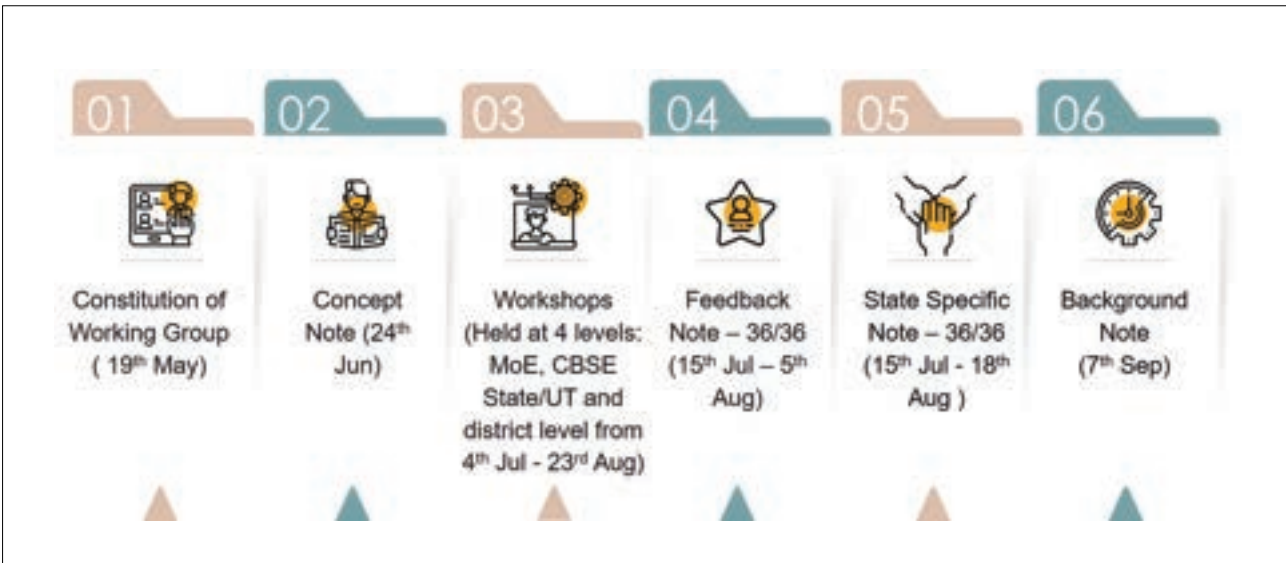 01
02
03
04
05
06
Constitution of
Working Group
( 19th May)
Concept
Note (24th
Jun)
Workshops
(Held at 4 levels:
MoE, CBSE
State/UT and
district level from
4th Jul - 23rd Aug)
Feedback
Note – 36/36
(15th Jul – 5th
Aug)
State Specific
Note – 36/36
(15th Jul - 18th
Aug )
Background
Note
(7th Sep)